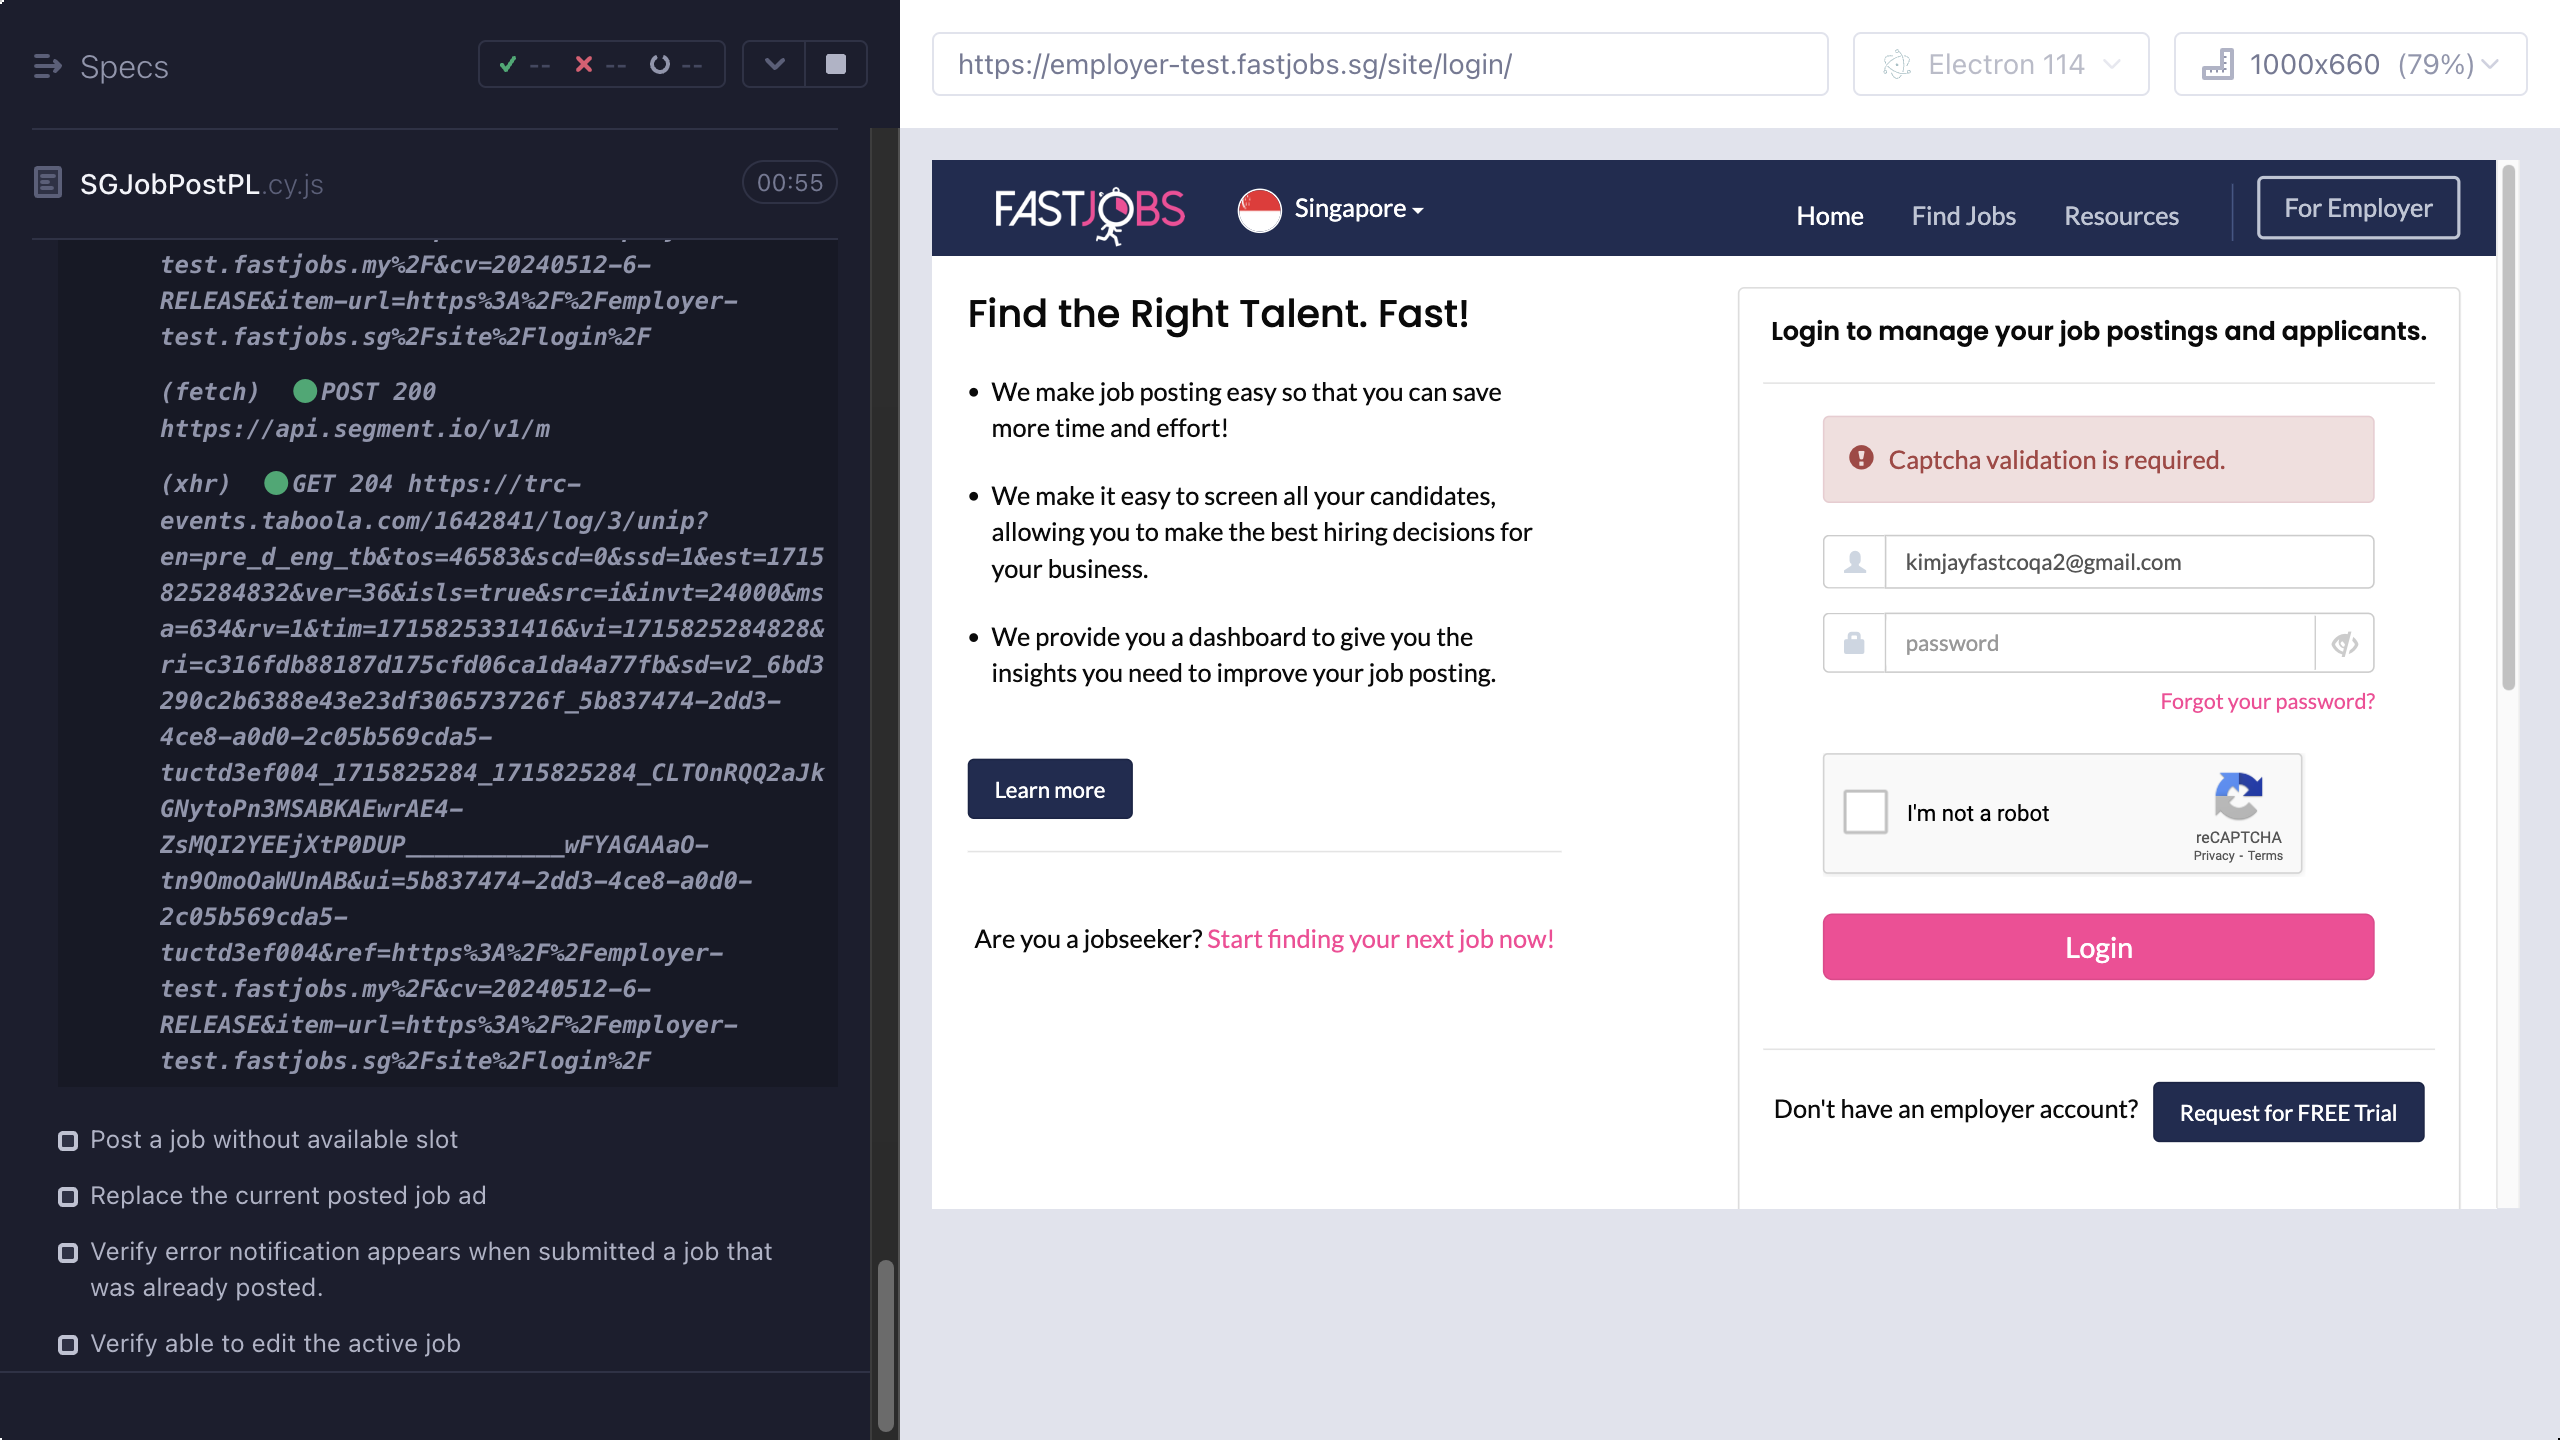 Specs
-- -- --
SGJobPostPL.cy.js
00:55
test.fastjobs.my%2F&cv=20240512-6-
RELEASE&item-url=https%3A%2F%2Femployer-
test.fastjobs.sg%2Fsite%2Flogin%2F
(fetch) POST 200
https://api.segment.io/v1/m
(xhr) GET 204 https://trc-
events.taboola.com/1642841/log/3/unip?
en=pre_d_eng_tb&tos=46583&scd=0&ssd=1&est=1715
825284832&ver=36&isls=true&src=i&invt=24000&ms
a=634&rv=1&tim=1715825331416&vi=1715825284828&
ri=c316fdb88187d175cfd06ca1da4a77fb&sd=v2_6bd3
290c2b6388e43e23df306573726f_5b837474-2dd3-
4ce8-a0d0-2c05b569cda5-
tuctd3ef004_1715825284_1715825284_CLTOnRQQ2aJk
GNytoPn3MSABKAEwrAE4-
ZsMQI2YEEjXtP0DUP___________wFYAGAAaO-
tn9OmoOaWUnAB&ui=5b837474-2dd3-4ce8-a0d0-
2c05b569cda5-
tuctd3ef004&ref=https%3A%2F%2Femployer-
test.fastjobs.my%2F&cv=20240512-6-
RELEASE&item-url=https%3A%2F%2Femployer-
test.fastjobs.sg%2Fsite%2Flogin%2F
Post a job without available slot
Replace the current posted job ad
Verify error notification appears when submitted a job that
was already posted.
Verify able to edit the active job
https://employer-test.fastjobs.sg/site/login/
Electron 114
1000x660 (79%)
FASTJOBS
Singapore
Home
Find Jobs
Resources
For Employer
Find the Right Talent. Fast!
• We make job posting easy so that you can save
more time and effort!
• We make it easy to screen all your candidates,
allowing you to make the best hiring decisions for
your business.
• We provide you a dashboard to give you the
insights you need to improve your job posting.
Learn more
Are you a jobseeker? Start finding your next job now!
Login to manage your job postings and applicants.
Captcha validation is required.
kimjayfastcoqa2@gmail.com
password
Forgot your password?
I'm not a robot
reCAPTCHA
Privacy - Terms
Login
Don't have an employer account?
Request for FREE Trial